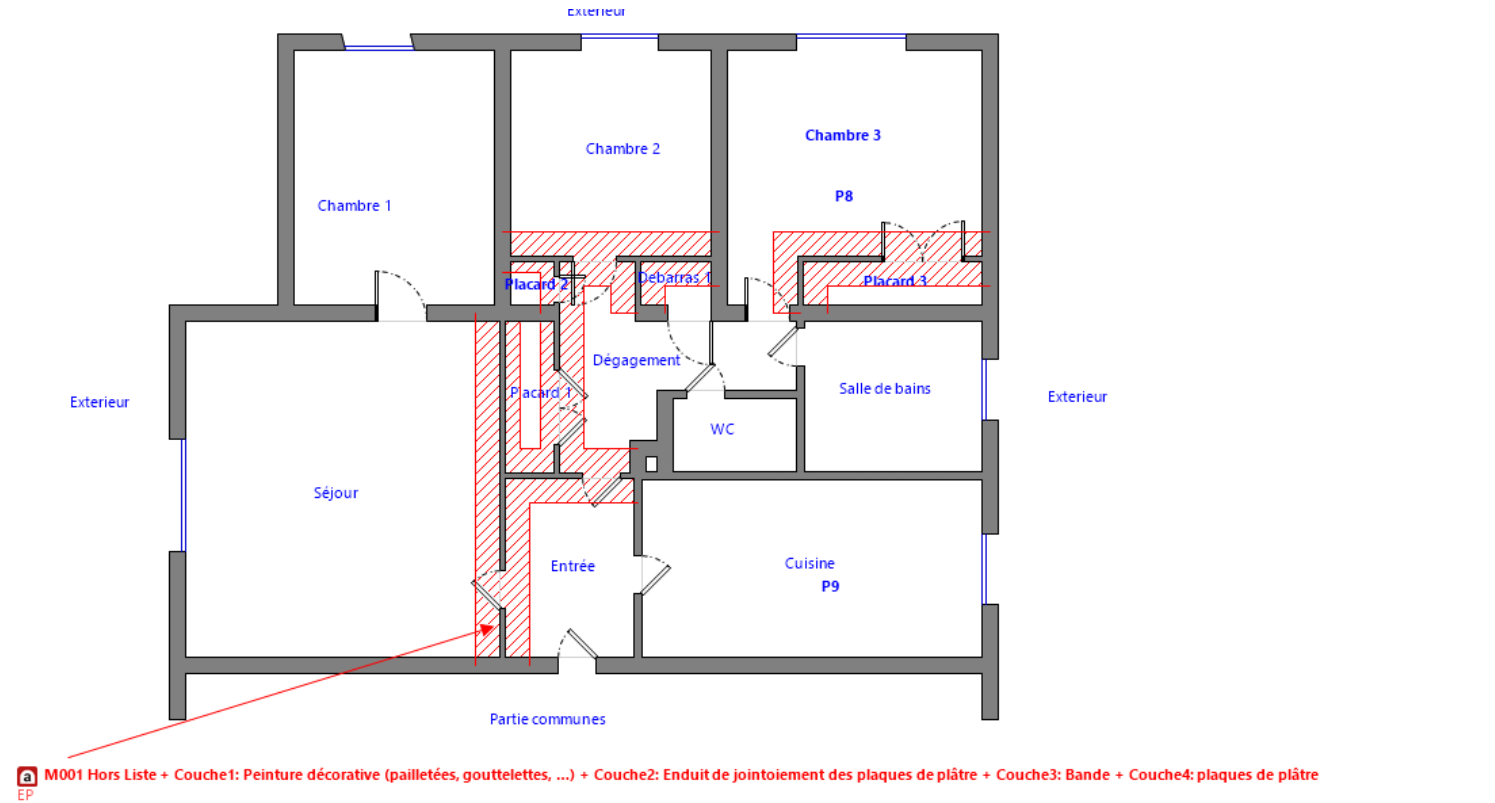 Exterieur
Chambre 3
Chambre 2
P8
Chambre 1
Placard 2
Debarras 1
Placard 3
Dégagement
Placard 1
Salle de bains
Exterieur
Exterieur
WC
Séjour
Entrée
Cuisine
P9
Partie communes
a M001 Hors Liste + Couche1: Peinture décorative (pailletées, gouttelettes, ...) + Couche2: Enduit de jointoiement des plaques de plâtre + Couche3: Bande + Couche4: plaques de plâtre
EP